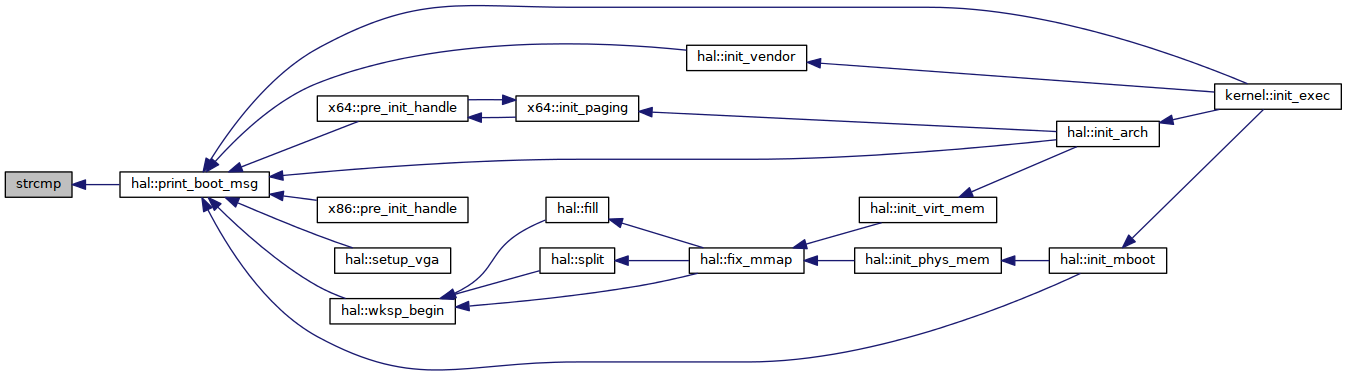 strcmp
hal::print_boot_msg
x64::pre_init_handle
x86::pre_init_handle
hal::setup_vga
hal::wksp_begin
x64::init_paging
hal::fill
hal::split
hal::init_vendor
hal::fix_mmap
hal::init_virt_mem
hal::init_phys_mem
hal::init_arch
hal::init_mboot
kernel::init_exec